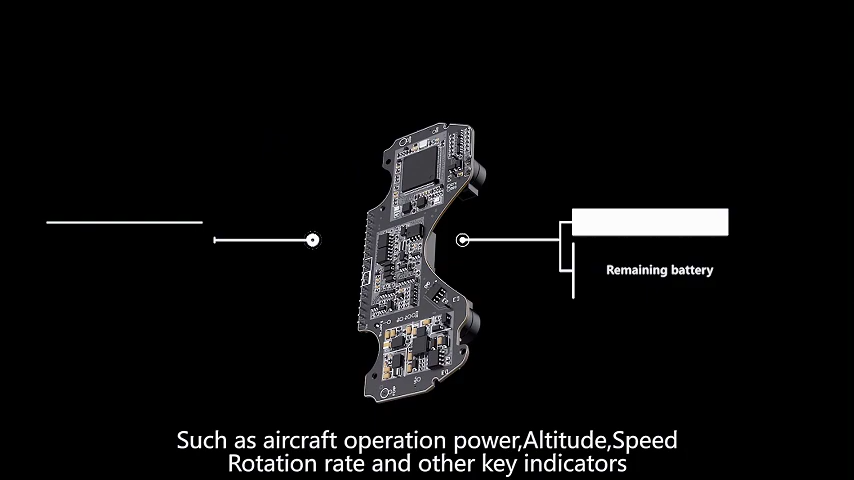 Remaining battery
Such as aircraft operation power,Altitude,Speed
Rotation rate and other key indicators